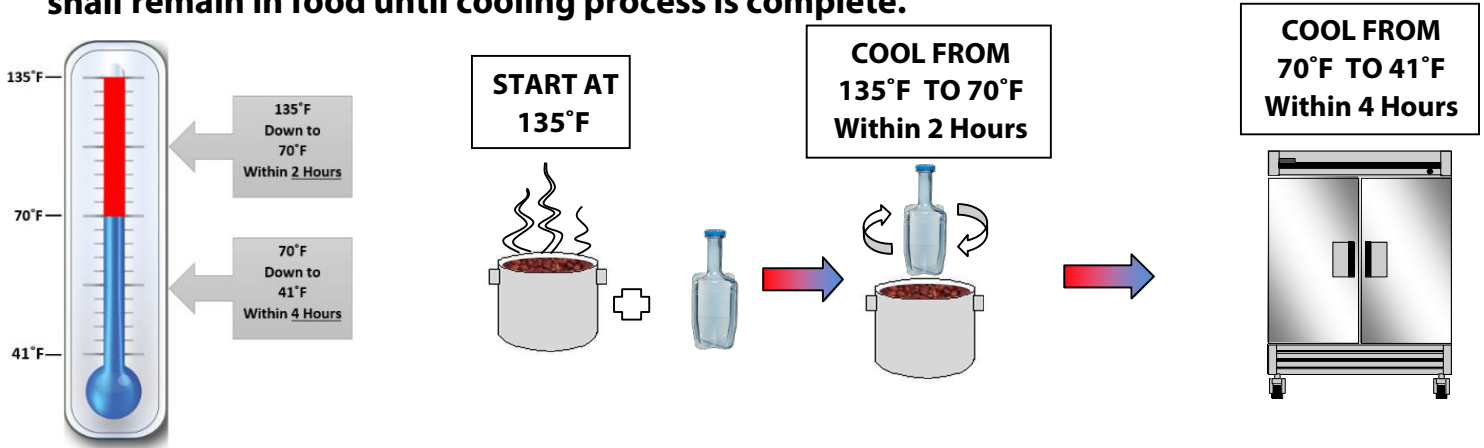 shall remain in food until cooling process is complete.
135˚F
70˚F
41˚F
135˚F
Down to
70˚F
Within 2 Hours
70˚F
Down to
41˚F
Within 4 Hours
START AT
135˚F
COOL FROM
135˚F TO 70˚F
Within 2 Hours
COOL FROM
70˚F TO 41˚F
Within 4 Hours